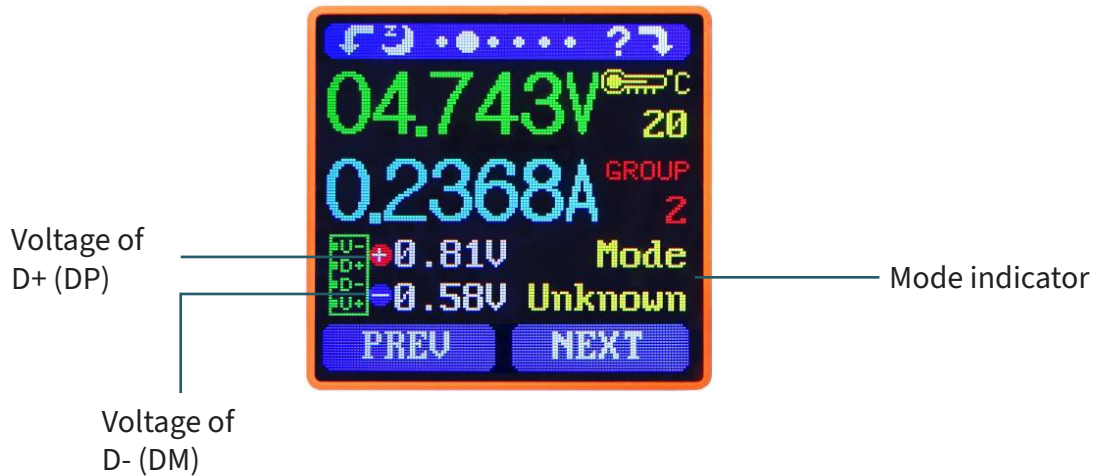 z ?
04.743V °C
20
0.2368A GROUP
2
U-
D+
D-
U+
+0.81V Mode
-0.58V Unknown
PREV NEXT
Voltage of
D+ (DP)
Mode indicator
Voltage of
D- (DM)